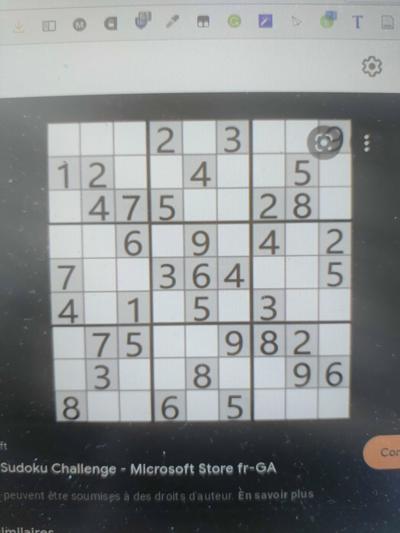 2 3 9
1 2 4 5
4 7 5 2 8
6 9 4 2
7 3 6 4 5
4 1 5 3
7 5 9 8 2
3 8 9 6
8 6 5
ft
Sudoku Challenge - Microsoft Store fr-GA
peuvent être soumises à des droits d'auteur. En savoir plus
imilaires